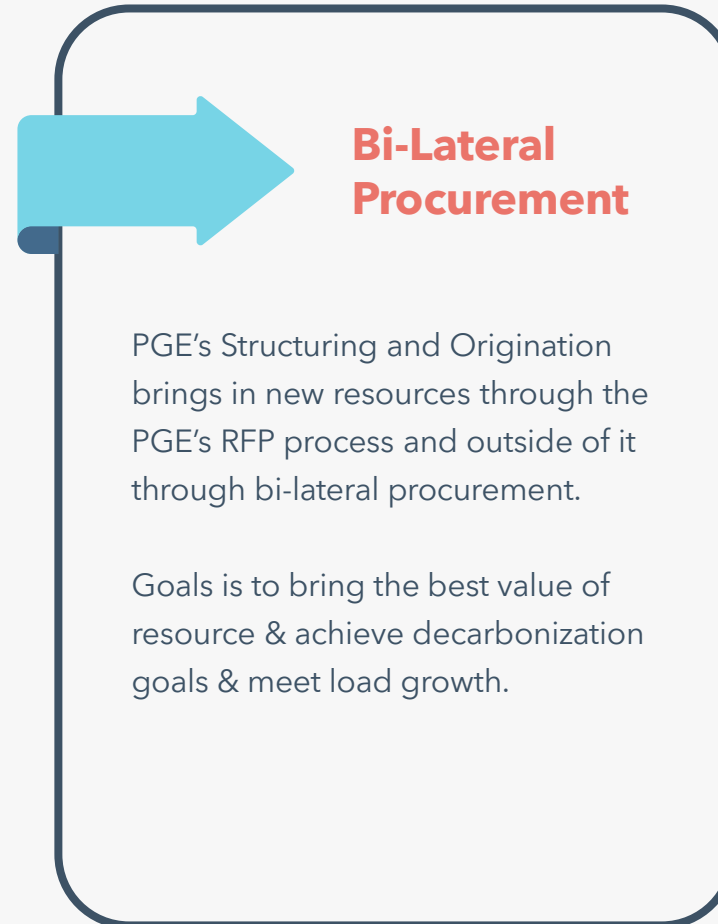 Bi-Lateral
Procurement
PGE’s Structuring and Origination
brings in new resources through the
PGE’s RFP process and outside of it
through bi-lateral procurement.
Goals is to bring the best value of
resource & achieve decarbonization
goals & meet load growth.